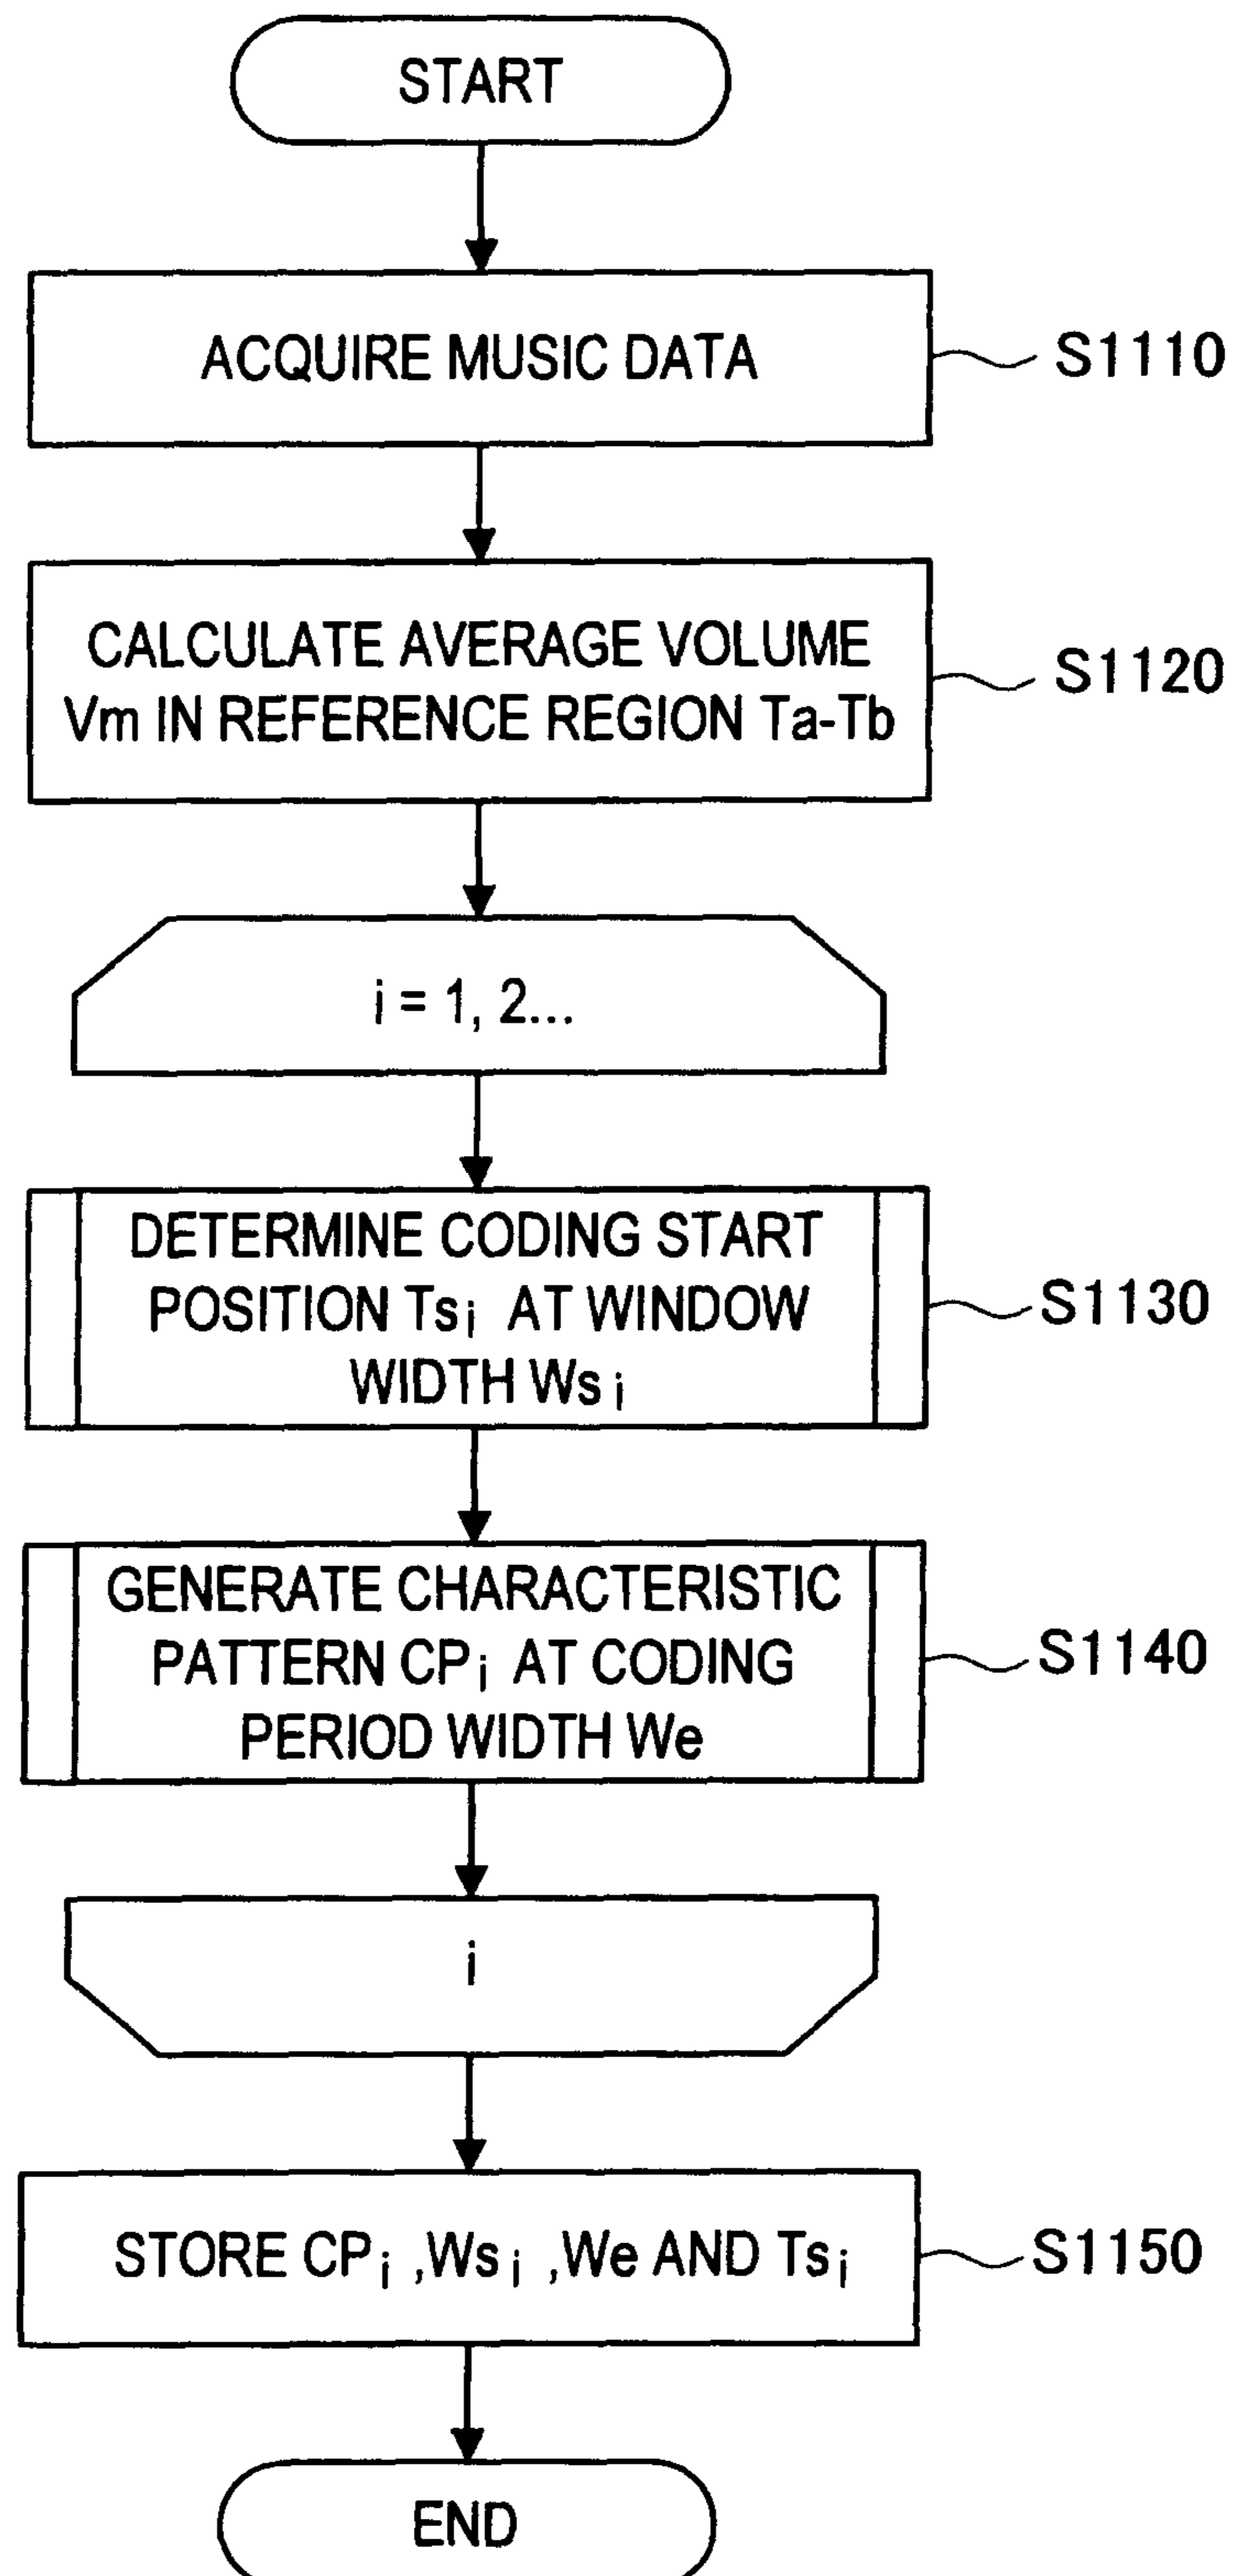 START
ACQUIRE MUSIC DATA
S1110
CALCULATE AVERAGE VOLUME
Vm IN REFERENCE REGION Ta-Tb
S1120
i = 1, 2...
DETERMINE CODING START
POSITION Tsi AT WINDOW
WIDTH Wsi
S1130
GENERATE CHARACTERISTIC
PATTERN CPi AT CODING
PERIOD WIDTH We
S1140
i
STORE CPi ,Wsi ,We AND Tsi
S1150
END